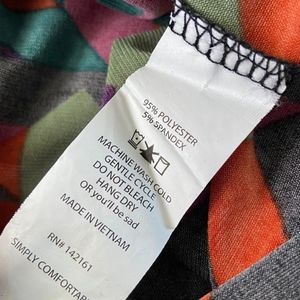 95% POLYESTER
5% SPANDEX
MACHINE WASH COLD
GENTLE CYCLE
DO NOT BLEACH
HANG DRY
OR you'll be sad
MADE IN VIETNAM
RN# 142161
SIMPLY COMFORTAB